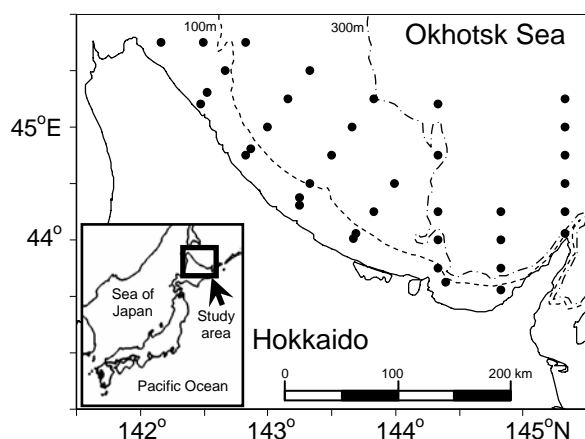 100m
300m
Okhotsk Sea
45°E
44°
Sea of
Japan
Study
area
Pacific Ocean
Hokkaido
0
100
200 km
142°
143°
144°
145°N